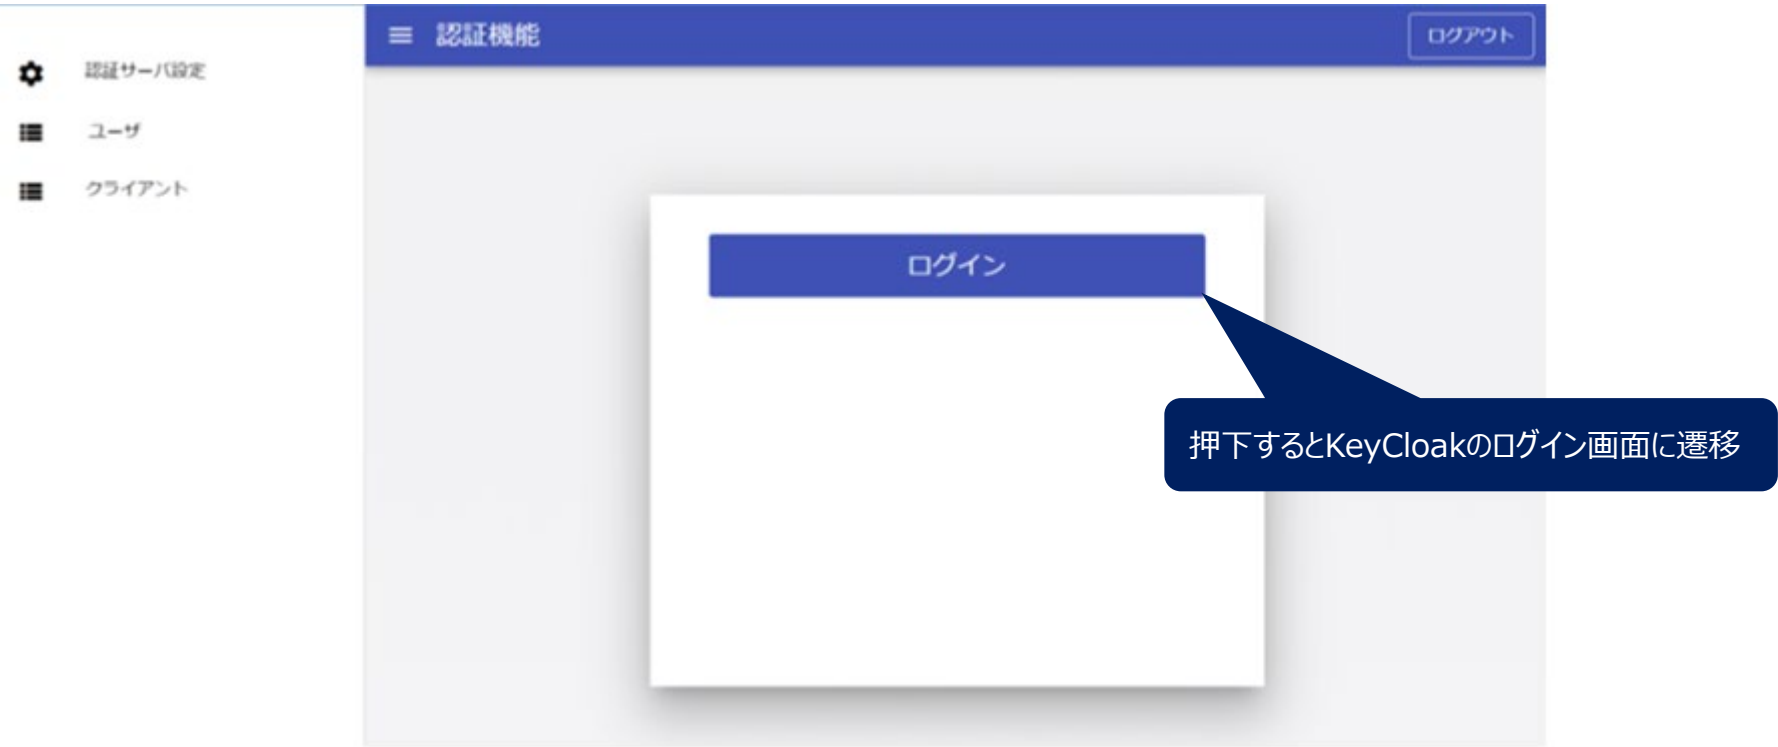 認証機能
ログアウト
認証サーバ設定
ユーザ
クライアント
ログイン
押下するとKeyCloakのログイン画面に遷移